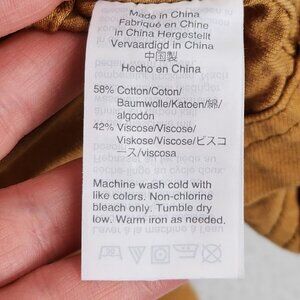 Made in China
Fabriqué en Chine
in China Hergestellt
Vervaardigd in China
中国製
Hecho en China
58% Cotton/Coton/
Baumwolle/Katoen/綿/
algodón
42% Viscose/Viscose/
Viskose/Viscose/ビスコ
ース/viscosa
Machine wash cold with
like colors. Non-chlorine
bleach only. Tumble dry
low. Warm iron as needed.